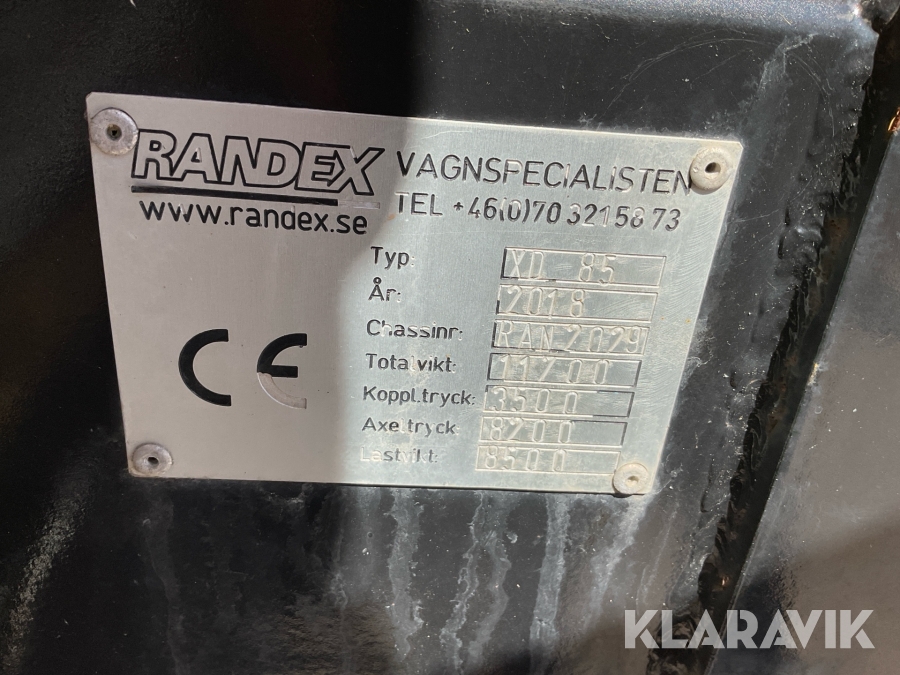 RANDEX VAGNSPECIALISTEN
www.randex.se TEL +46(0)70 321 58 73
Typ: XD 85
År: 2018
Chassinr: RAN2029
Totalvikt: 11700
Koppl.tryck: 3500
Axeltryck: 8200
Lastvikt: 8500
CE
KLARAVIK